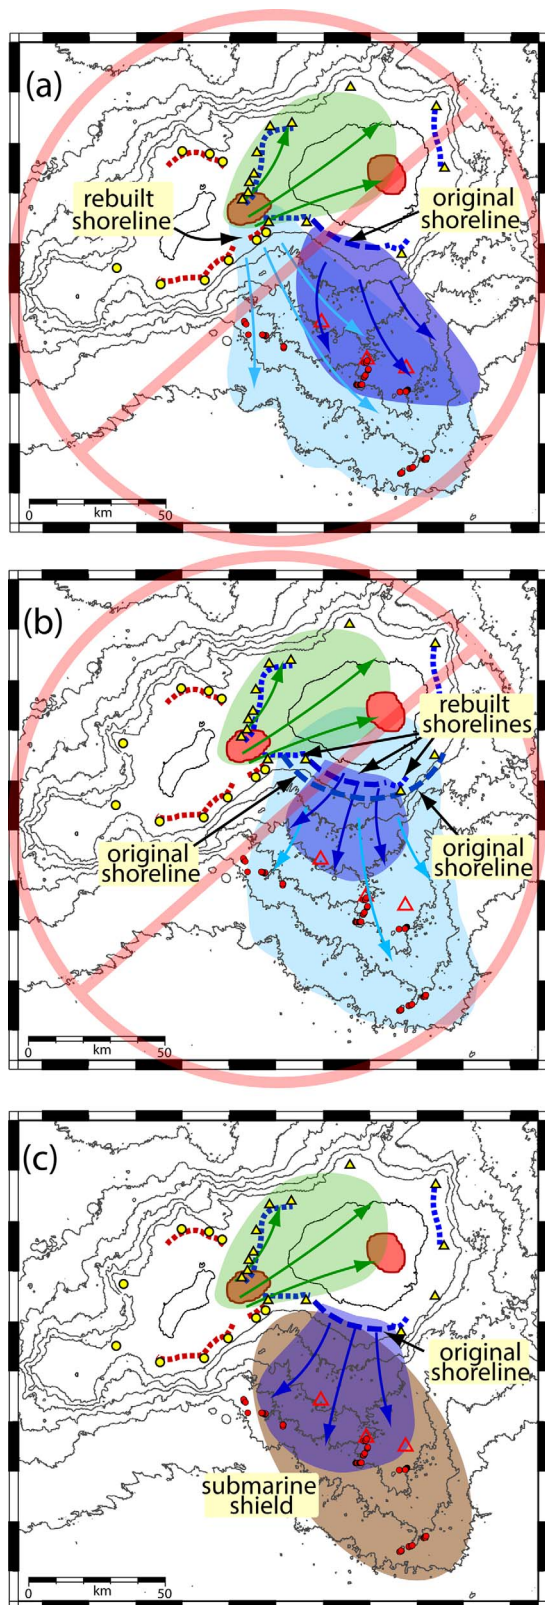 (a)
rebuilt
shoreline
original
shoreline
0
km
50
(b)
rebuilt
shorelines
original
shoreline
original
shoreline
0
km
50
(c)
original
shoreline
submarine
shield
0
km
50